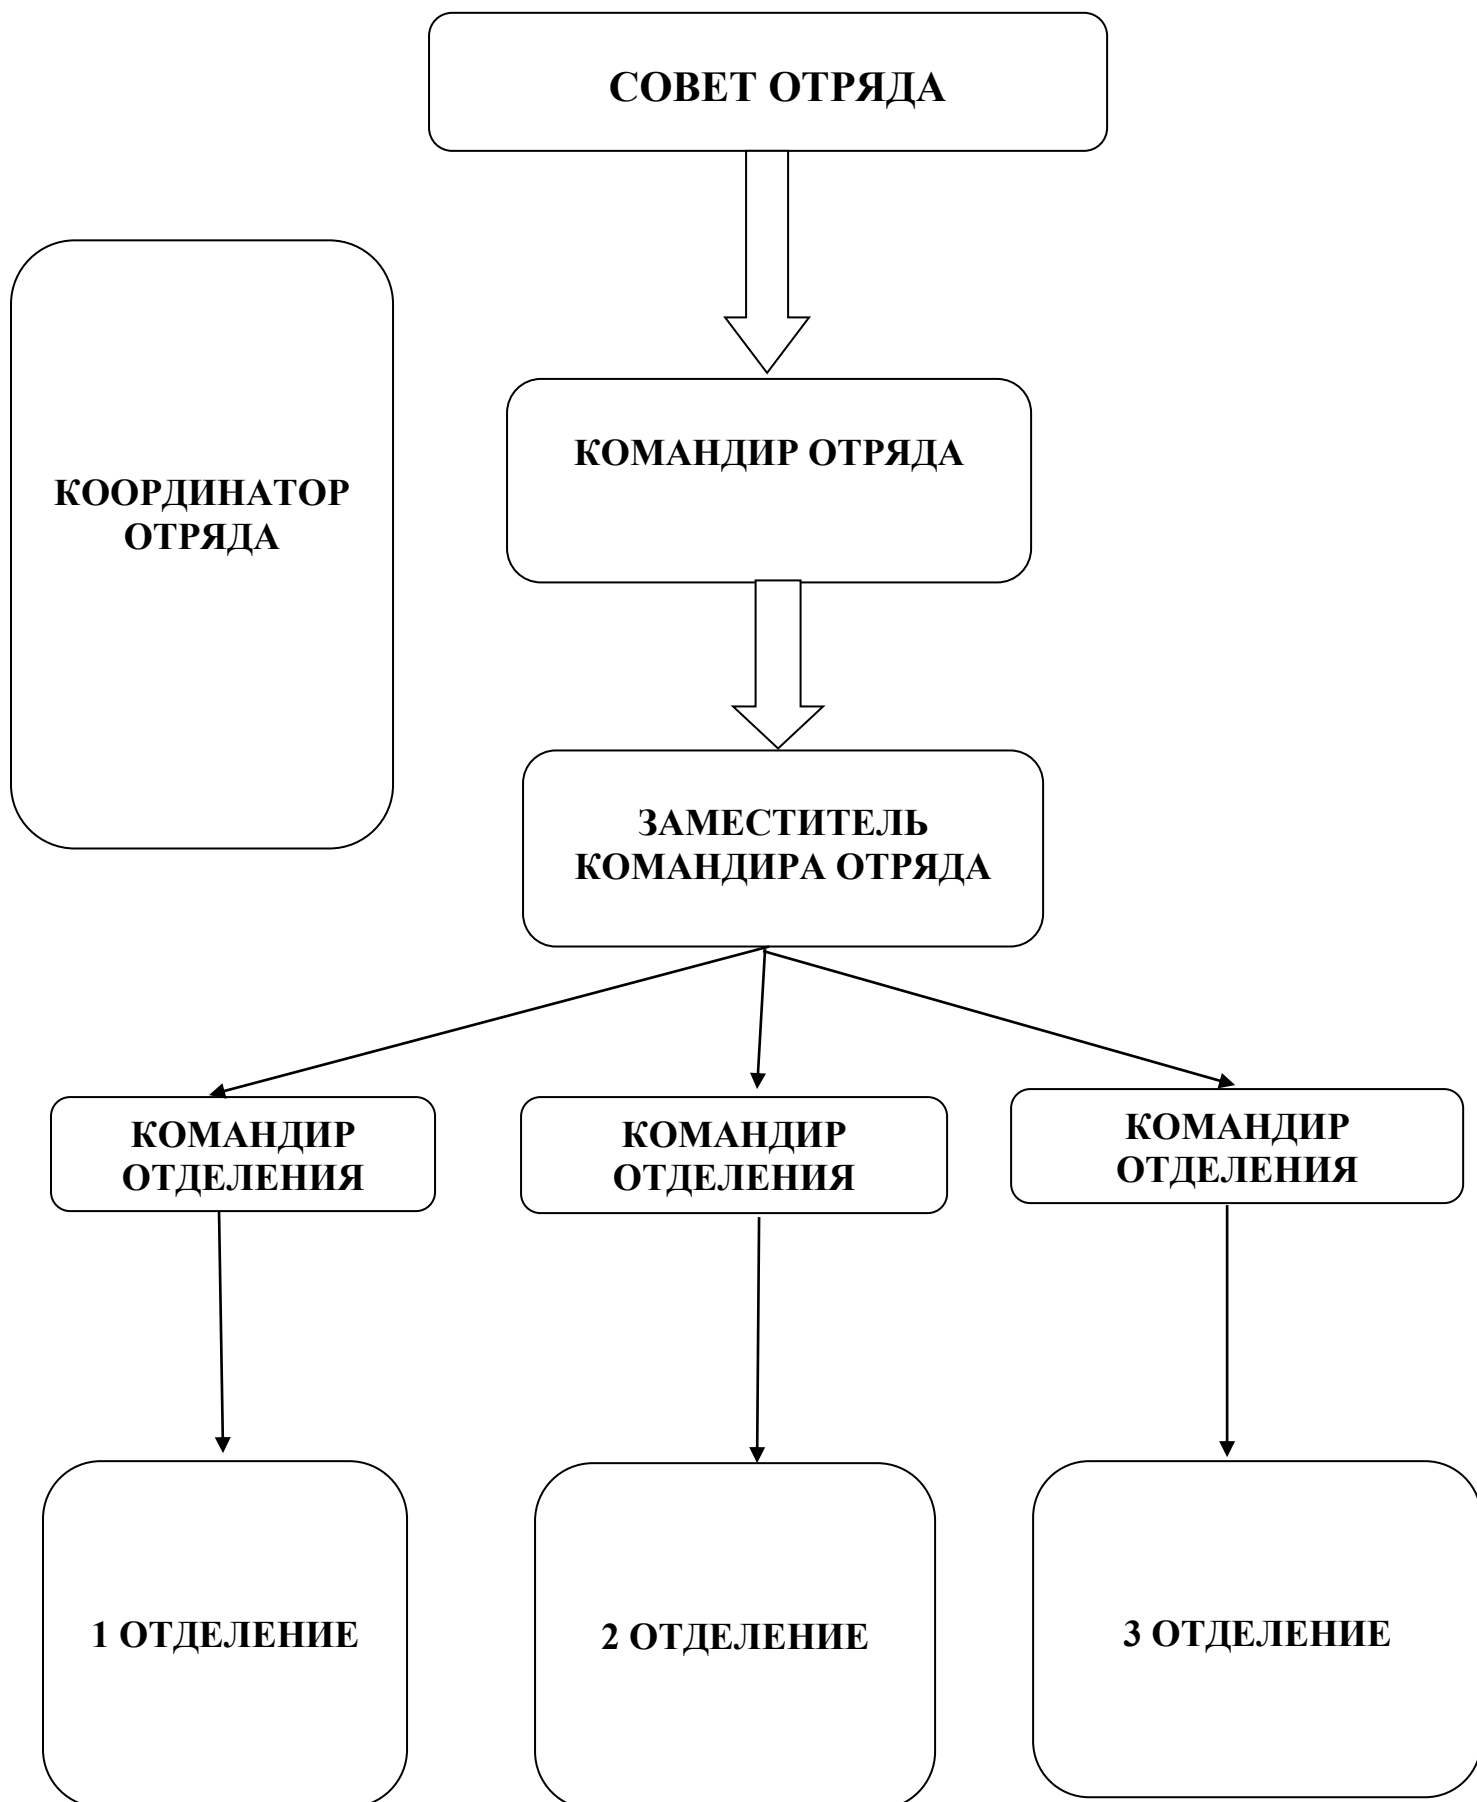 СОВЕТ ОТРЯДА
КООРДИНАТОР
ОТРЯДА
КОМАНДИР ОТРЯДА
ЗАМЕСТИТЕЛЬ
КОМАНДИРА ОТРЯДА
КОМАНДИР
ОТДЕЛЕНИЯ
КОМАНДИР
ОТДЕЛЕНИЯ
КОМАНДИР
ОТДЕЛЕНИЯ
1 ОТДЕЛЕНИЕ
2 ОТДЕЛЕНИЕ
3 ОТДЕЛЕНИЕ